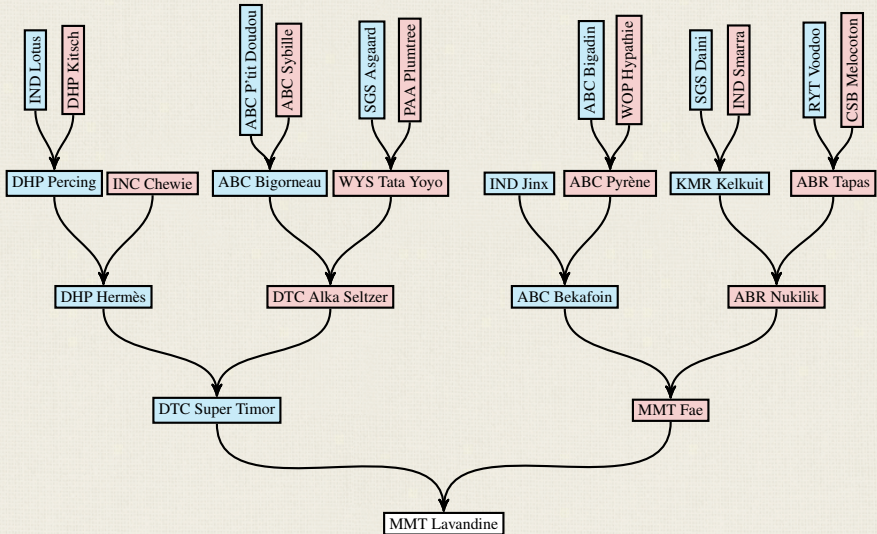 IND Lotus
DHP Kitsch
ABC P'tit Doudou
ABC Sybille
SGS Asgaard
PAA Plumtree
ABC Bigadin
WOP Hypathie
SGS Daini
IND Smarra
RYT Voodoo
CSB Melocoton
DHP Percing
INC Chewie
ABC Bigorneau
WYS Tata Yoyo
IND Jinx
ABC Pyrène
KMR Kelkuit
ABR Tapas
DHP Hermès
DTC Alka Seltzer
ABC Bekafoin
ABR Nukilik
DTC Super Timor
MMT Fae
MMT Lavandine